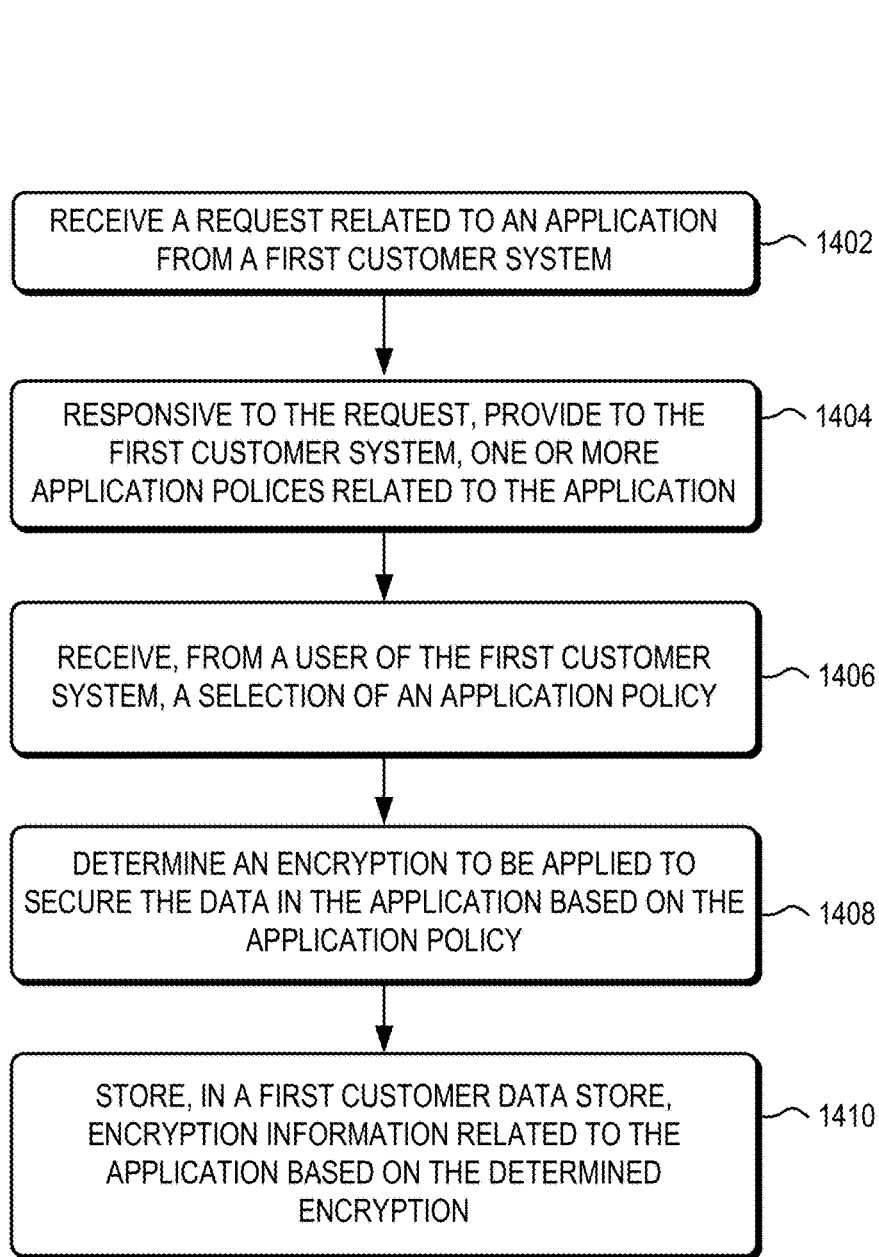 RECEIVE A REQUEST RELATED TO AN APPLICATION
FROM A FIRST CUSTOMER SYSTEM
1402
RESPONSIVE TO THE REQUEST, PROVIDE TO THE
FIRST CUSTOMER SYSTEM, ONE OR MORE
APPLICATION POLICES RELATED TO THE APPLICATION
1404
RECEIVE, FROM A USER OF THE FIRST CUSTOMER
SYSTEM, A SELECTION OF AN APPLICATION POLICY
1406
DETERMINE AN ENCRYPTION TO BE APPLIED TO
SECURE THE DATA IN THE APPLICATION BASED ON THE
APPLICATION POLICY
1408
STORE, IN A FIRST CUSTOMER DATA STORE,
ENCRYPTION INFORMATION RELATED TO THE
APPLICATION BASED ON THE DETERMINED
ENCRYPTION
1410